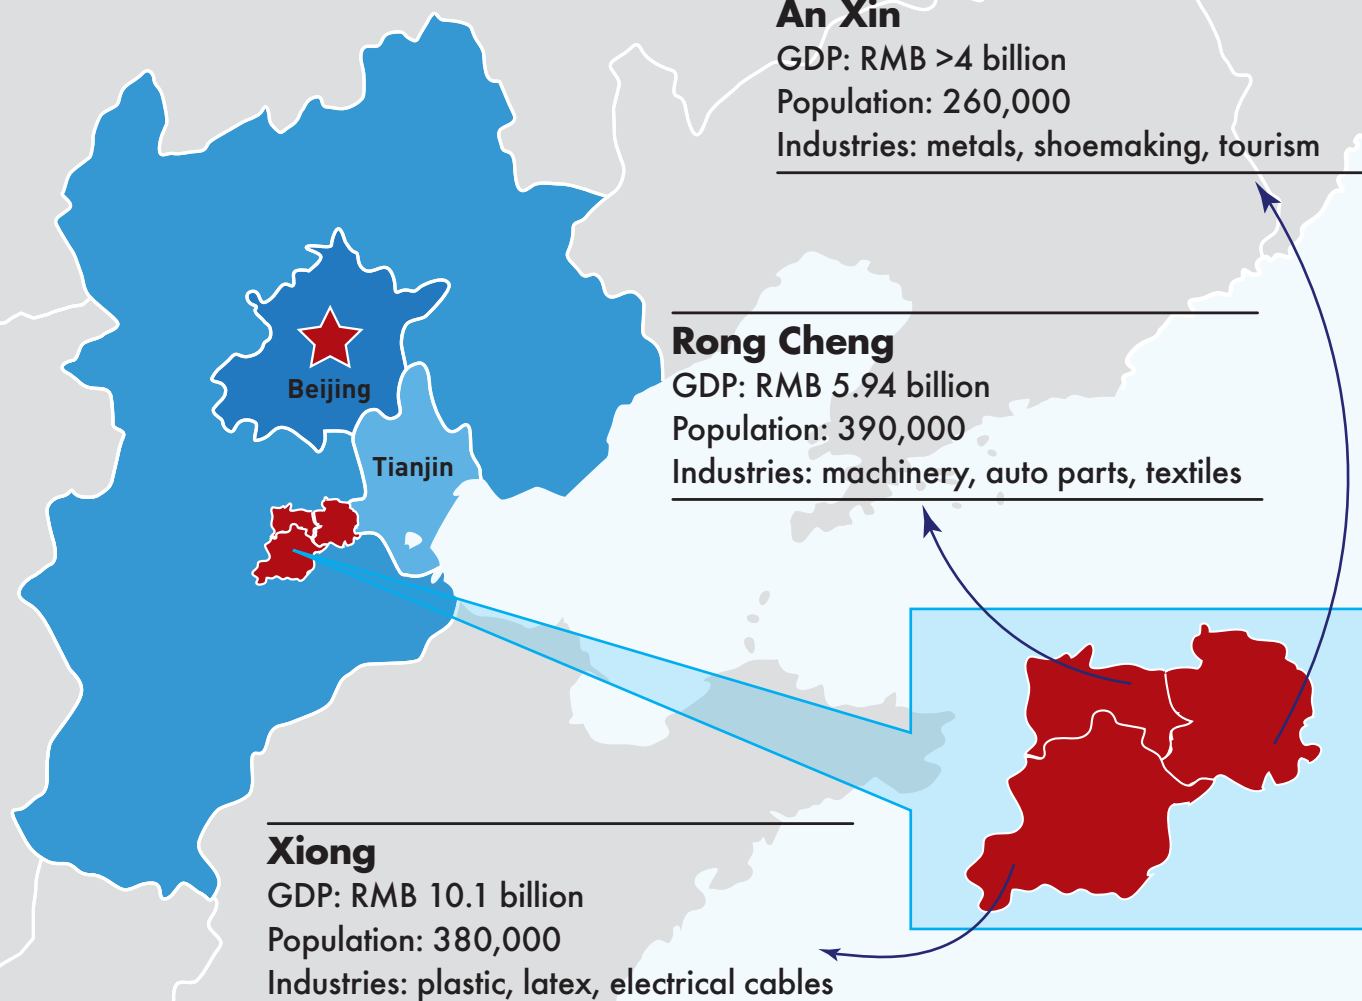 An Xin
GDP: RMB >4 billion
Population: 260,000
Industries: metals, shoemaking, tourism
Rong Cheng
GDP: RMB 5.94 billion
Population: 390,000
Industries: machinery, auto parts, textiles
Beijing
Tianjin
Xiong
GDP: RMB 10.1 billion
Population: 380,000
Industries: plastic, latex, electrical cables